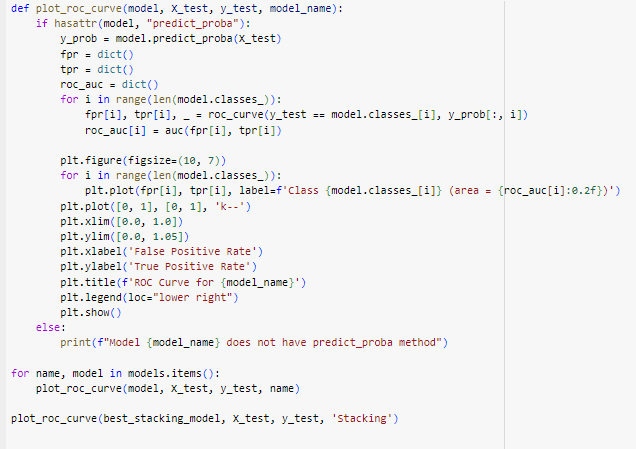 def plot_roc_curve(model, X_test, y_test, model_name):
    if hasattr(model, "predict_proba"):
        y_prob = model.predict_proba(X_test)
        fpr = dict()
        tpr = dict()
        roc_auc = dict()
        for i in range(len(model.classes_)):
            fpr[i], tpr[i], _ = roc_curve(y_test == model.classes_[i], y_prob[:, i])
            roc_auc[i] = auc(fpr[i], tpr[i])

        plt.figure(figsize=(10, 7))
        for i in range(len(model.classes_)):
            plt.plot(fpr[i], tpr[i], label=f'Class {model.classes_[i]} (area = {roc_auc[i]:0.2f})')
        plt.plot([0, 1], [0, 1], 'k--')
        plt.xlim([0.0, 1.0])
        plt.ylim([0.0, 1.05])
        plt.xlabel('False Positive Rate')
        plt.ylabel('True Positive Rate')
        plt.title(f'ROC Curve for {model_name}')
        plt.legend(loc="lower right")
        plt.show()
    else:
        print(f"Model {model_name} does not have predict_proba method")

for name, model in models.items():
    plot_roc_curve(model, X_test, y_test, name)

plot_roc_curve(best_stacking_model, X_test, y_test, 'Stacking')